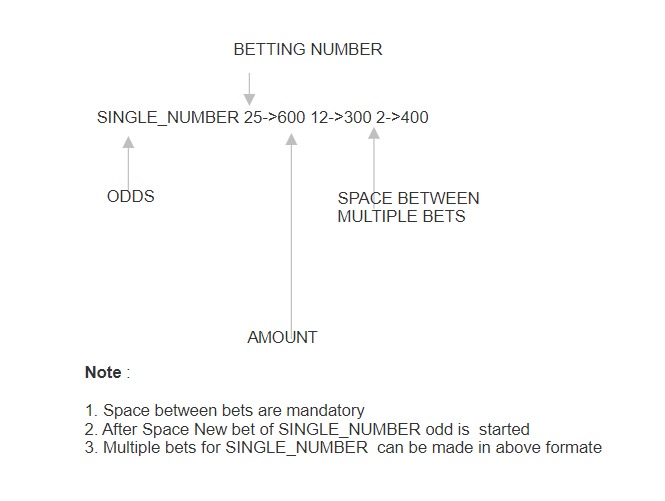 BETTING NUMBER
SINGLE_NUMBER 25->600 12->300 2->400
ODDS
SPACE BETWEEN
MULTIPLE BETS
AMOUNT
Note :
1. Space between bets are mandatory
2. After Space New bet of SINGLE_NUMBER odd is  started
3. Multiple bets for SINGLE_NUMBER  can be made in above formate